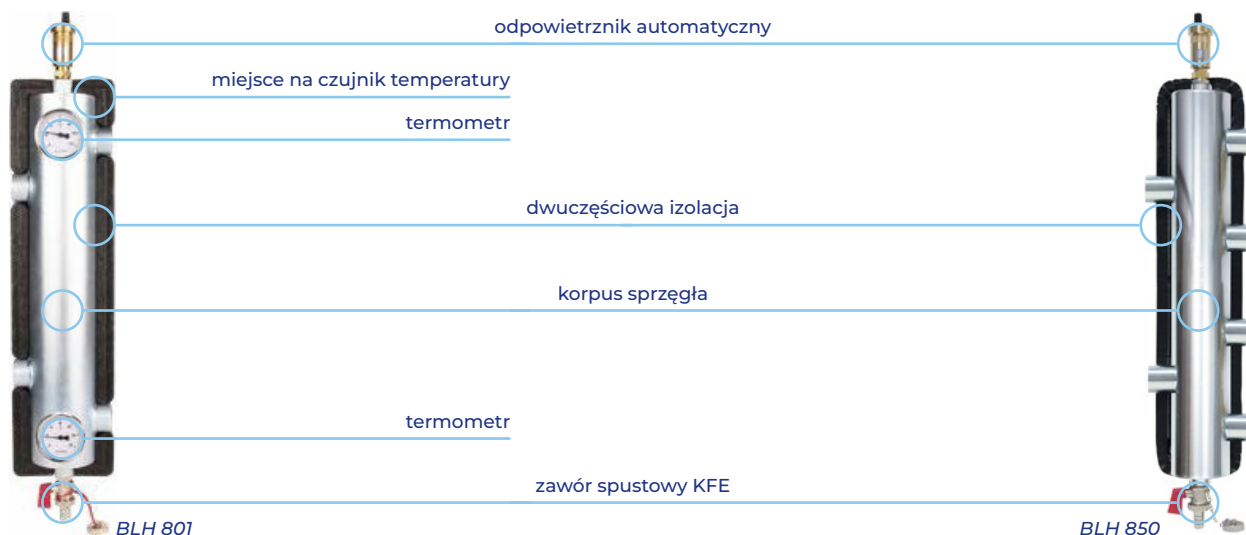 odpowietrznik automatyczny
miejsce na czujnik temperatury
termometr
dwuczęściowa izolacja
korpus sprzęgła
termometr
zawór spustowy KFE
BLH 801
BLH 850